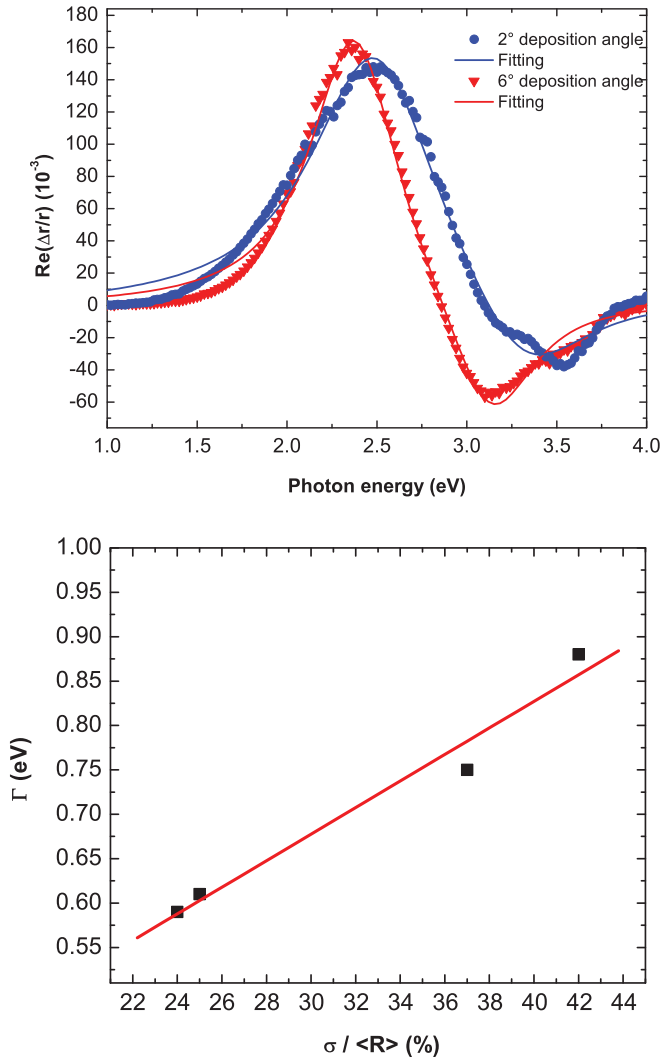 180
160
140
120
100
80
60
40
20
0
-20
-40
-60
Re(Δr/r) (10⁻³)
2° deposition angle
Fitting
6° deposition angle
Fitting
1.0 1.5 2.0 2.5 3.0 3.5 4.0
Photon energy (eV)
1.00
0.90
0.85
0.80
0.75
0.70
0.65
0.60
0.55
Γ (eV)
22 24 26 28 30 32 34 36 38 40 42 44
σ / <R> (%)